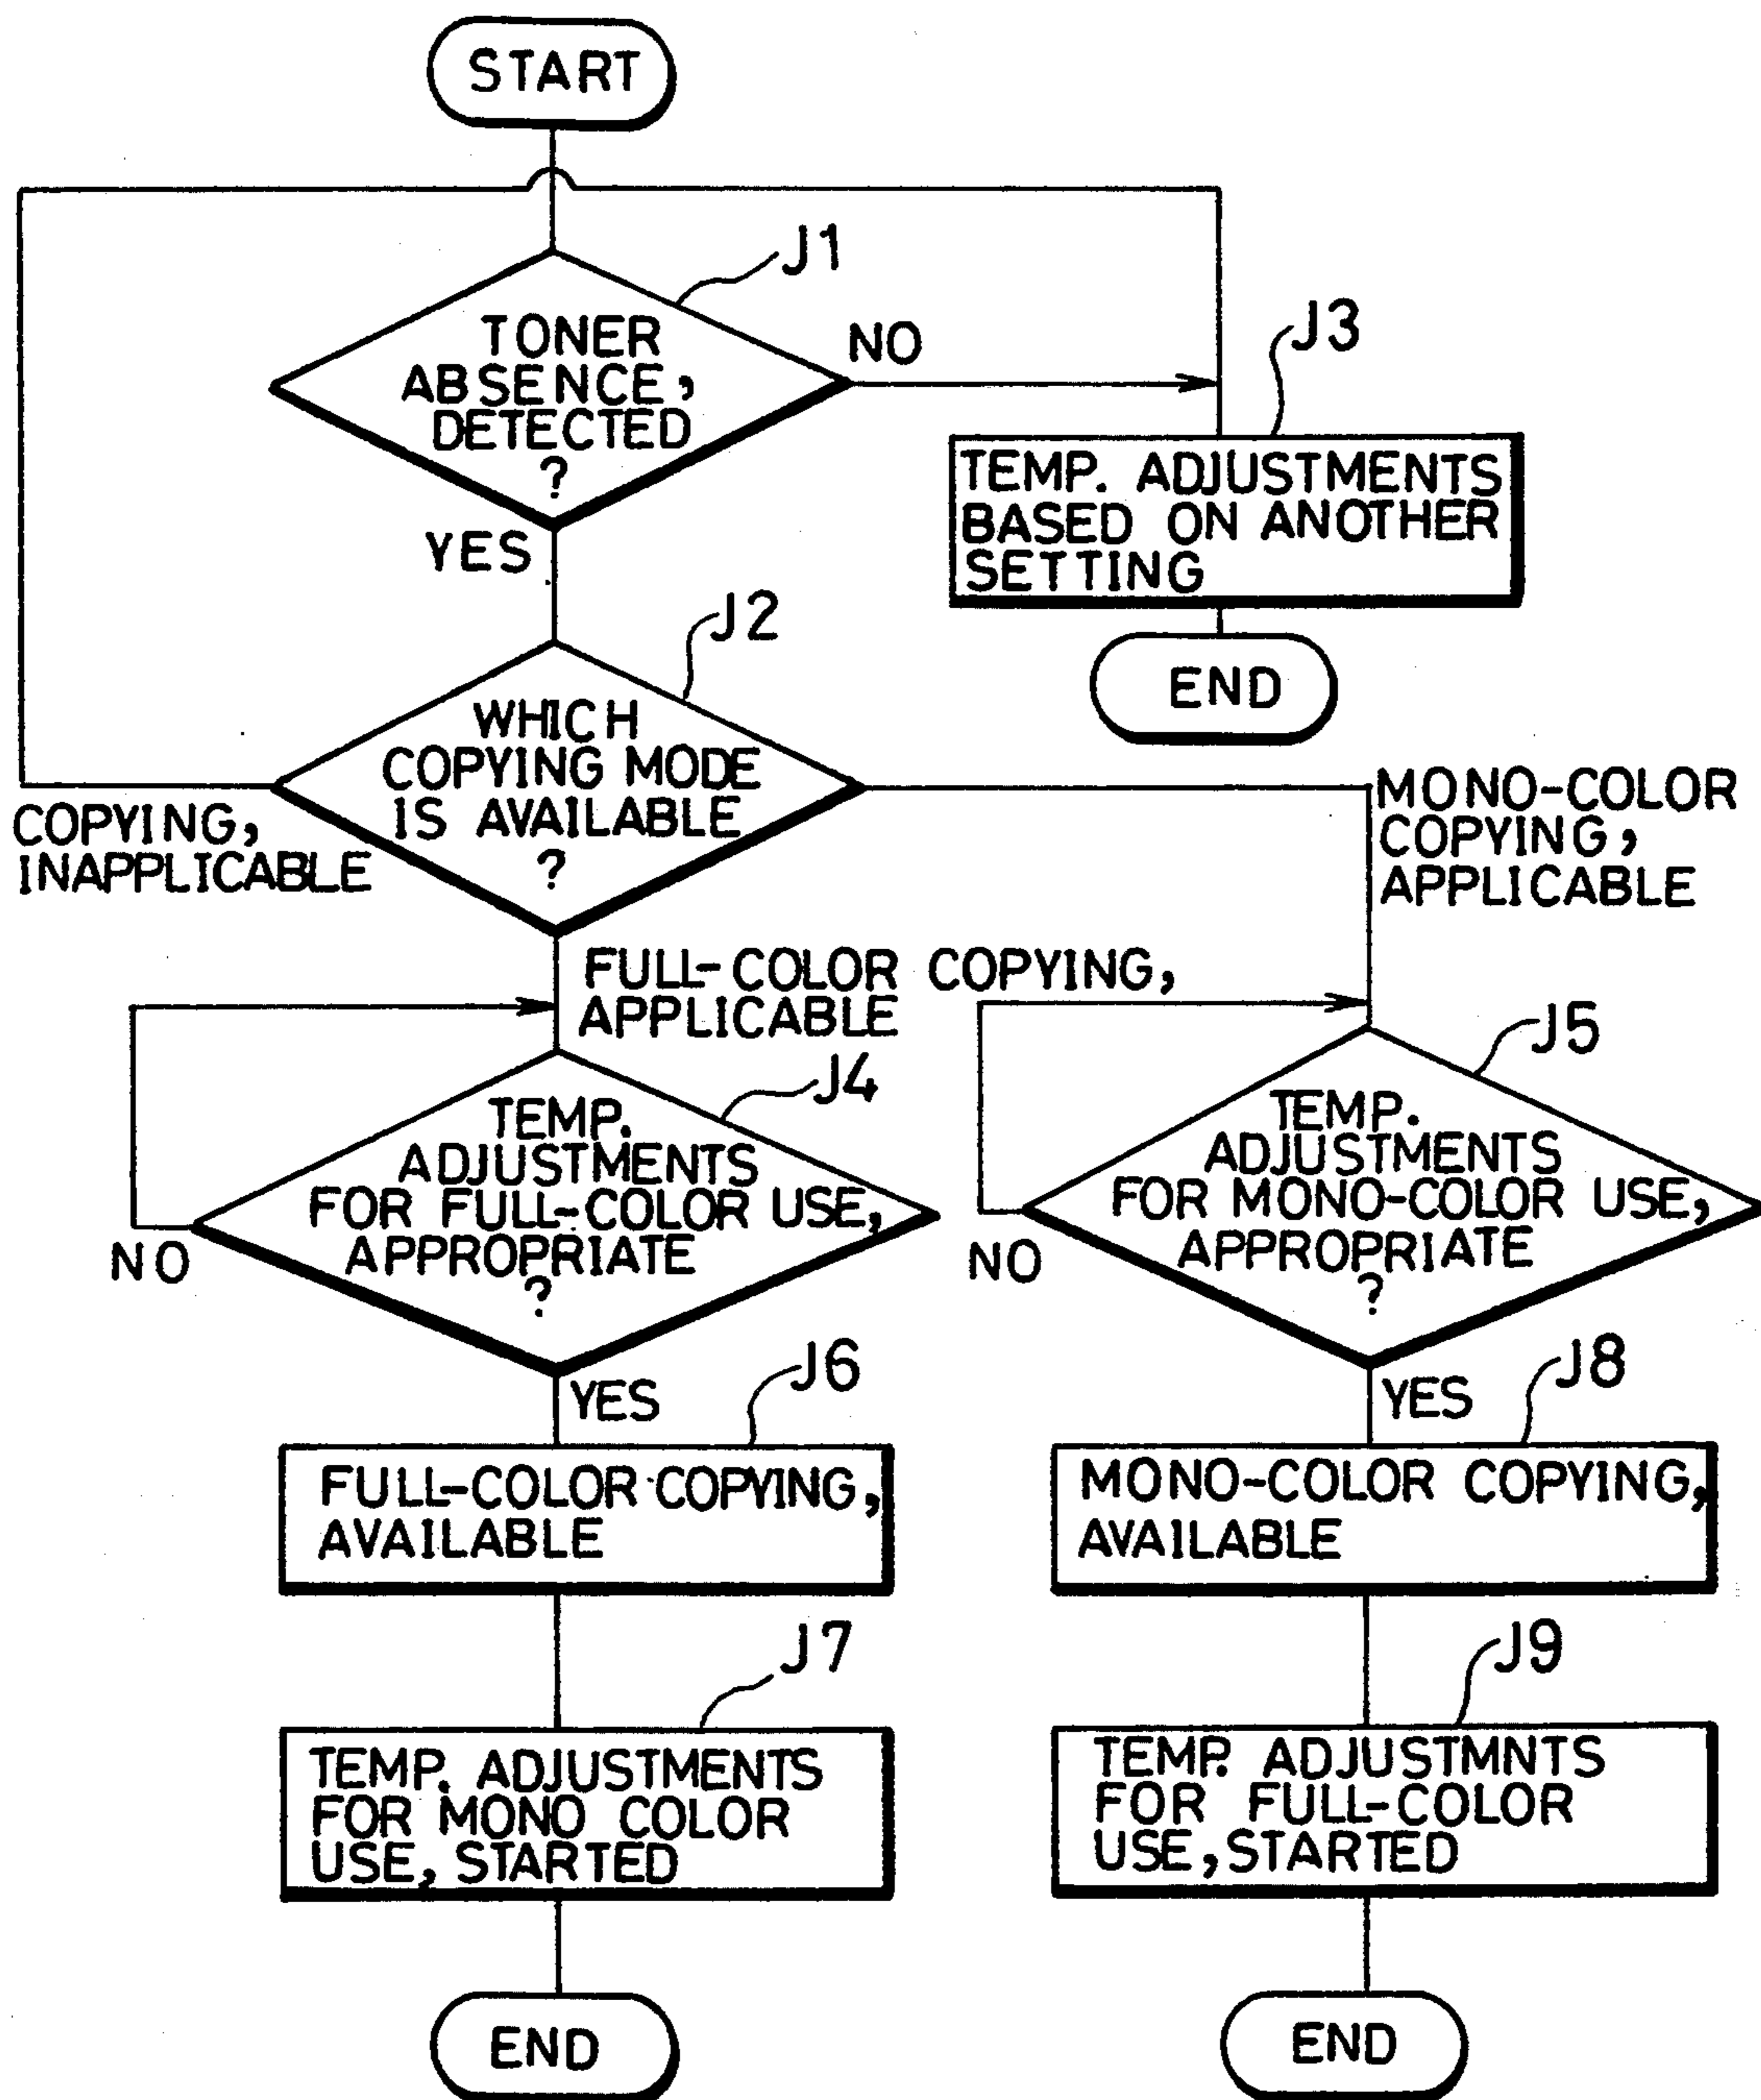 START
J1
TONER
ABSENCE,
DETECTED
?
NO
YES
J3
TEMP. ADJUSTMENTS
BASED ON ANOTHER
SETTING
END
J2
WHICH
COPYING MODE
IS AVAILABLE
?
COPYING,
INAPPLICABLE
MONO-COLOR
COPYING,
APPLICABLE
FULL-COLOR COPYING,
APPLICABLE
J4
TEMP.
ADJUSTMENTS
FOR FULL-COLOR USE,
APPROPRIATE
?
NO
YES
J5
TEMP.
ADJUSTMENTS
FOR MONO-COLOR USE,
APPROPRIATE
?
NO
YES
J6
FULL-COLOR COPYING,
AVAILABLE
J8
MONO-COLOR COPYING,
AVAILABLE
J7
TEMP. ADJUSTMENTS
FOR MONO COLOR
USE, STARTED
J9
TEMP. ADJUSTMNTS
FOR FULL-COLOR
USE, STARTED
END
END